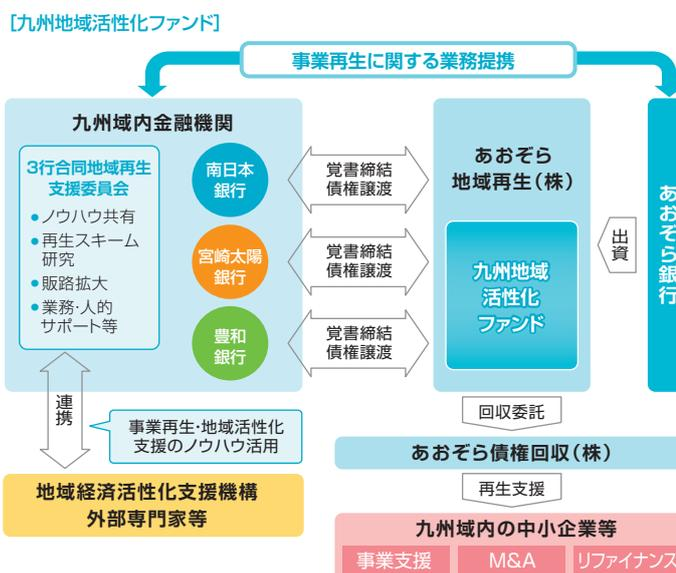 [九州地域活性化ファンド]
事業再生に関する業務提携
九州域内金融機関
3行合同地域再生
支援委員会
●ノウハウ共有
●再生スキーム
研究
●販路拡大
●業務・人的
サポート等
南日本
銀行
宮崎太陽
銀行
豊和
銀行
覚書締結
債権譲渡
覚書締結
債権譲渡
覚書締結
債権譲渡
あおぞら
地域再生(株)
九州地域
活性化
ファンド
出資
あおぞら銀行
連携
事業再生・地域活性化
支援のノウハウ活用
地域経済活性化支援機構
外部専門家等
回収委託
あおぞら債権回収(株)
再生支援
九州域内の中小企業等
事業支援
M&A
リファイナンス